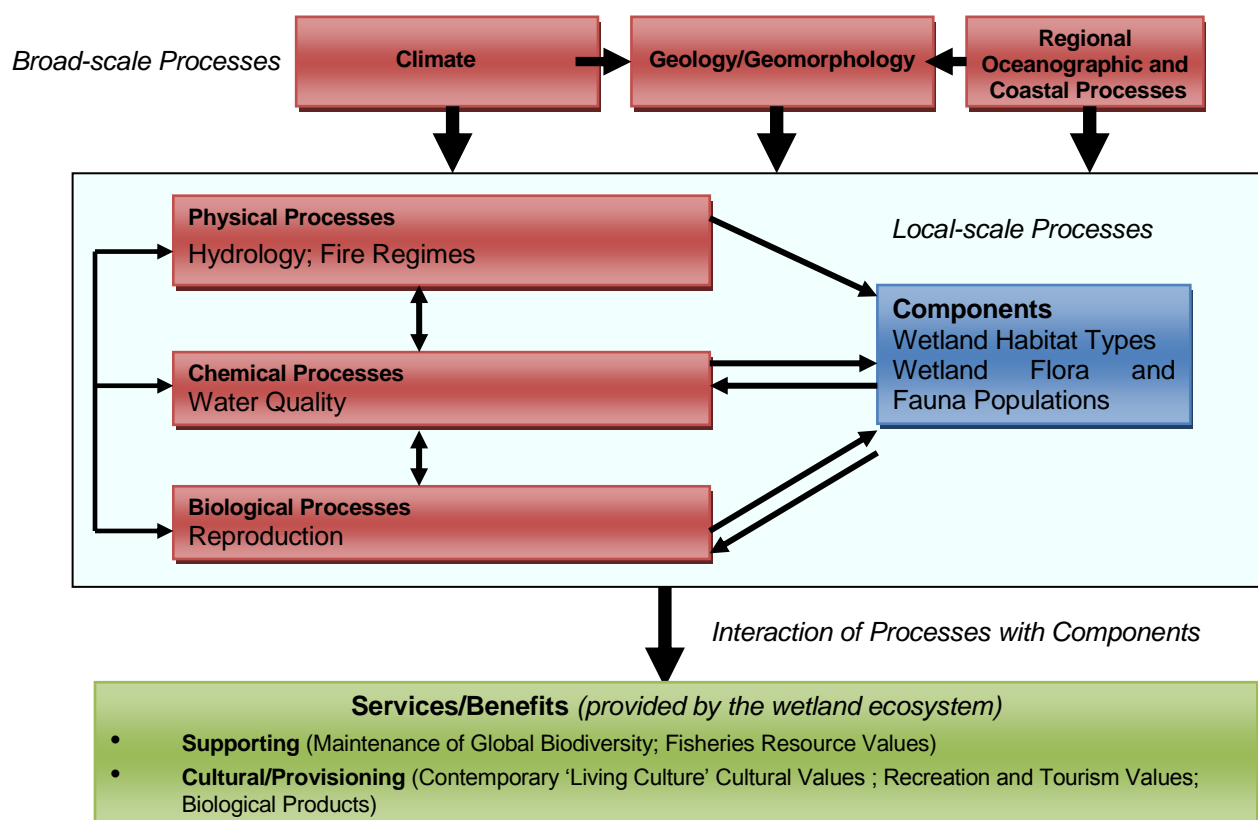 Broad-scale Processes
Climate
Geology/Geomorphology
Regional
Oceanographic and
Coastal Processes
Physical Processes
Hydrology; Fire Regimes
Local-scale Processes
Components
Wetland Habitat Types
Wetland Flora and
Fauna Populations
Chemical Processes
Water Quality
Biological Processes
Reproduction
Interaction of Processes with Components
Services/Benefits (provided by the wetland ecosystem)
• Supporting (Maintenance of Global Biodiversity; Fisheries Resource Values)
• Cultural/Provisioning (Contemporary ‘Living Culture’ Cultural Values ; Recreation and Tourism Values;
Biological Products)